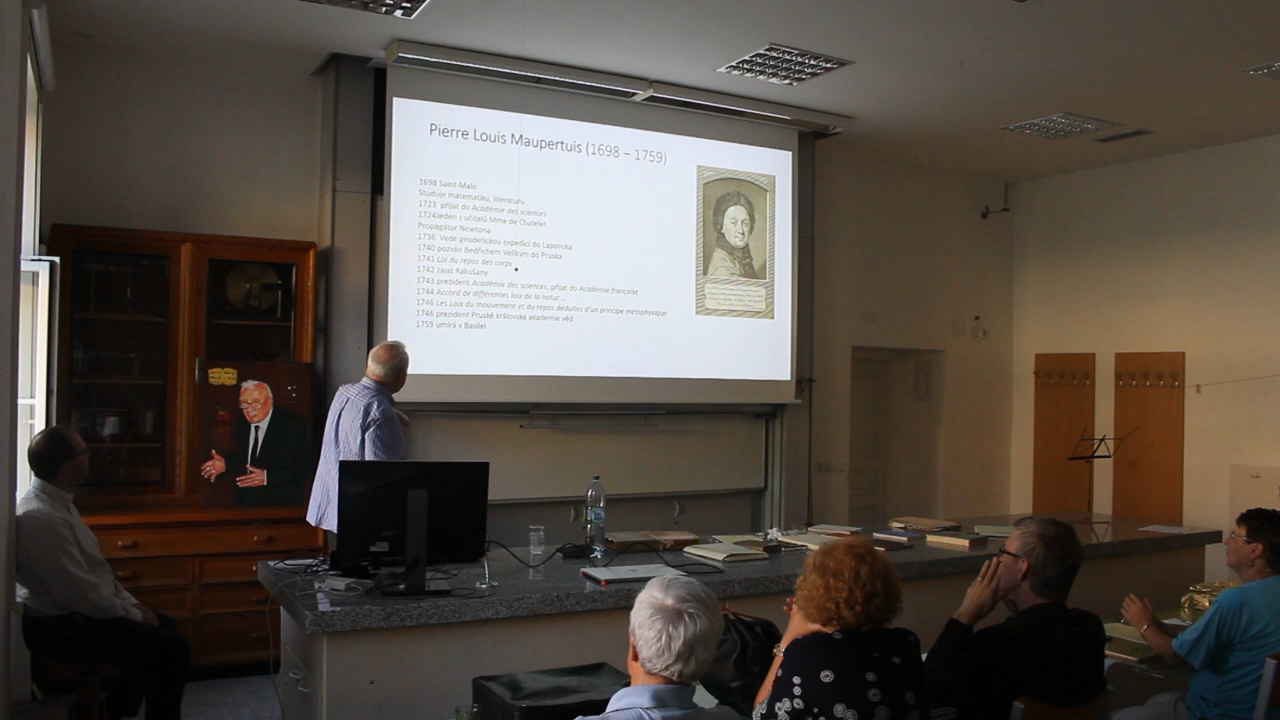 Pierre Louis Maupertuis (1698 – 1759)
1698 Saint-Malo
Studuje matematiku, literaturu
1723 přijat do Academie des sciences
1724 jeden z učitelů Mme de Chatelet
Propagátor Newtona
1736 Vede geodetickou expedici do Laponska
1740 pozván Bedřichem Velikým do Pruska
1741 Loi du repos des corps
1742 zajat Rakušany
1743 prezident Académie des sciences, přijat do Académie française
1744 Accord de différentes loix de la natur ...
1746 Les Loix du mouvement et du repos déduites d'un principe metaphysique
1746 prezident Pruské královské akademie věd
1759 umírá v Basileji